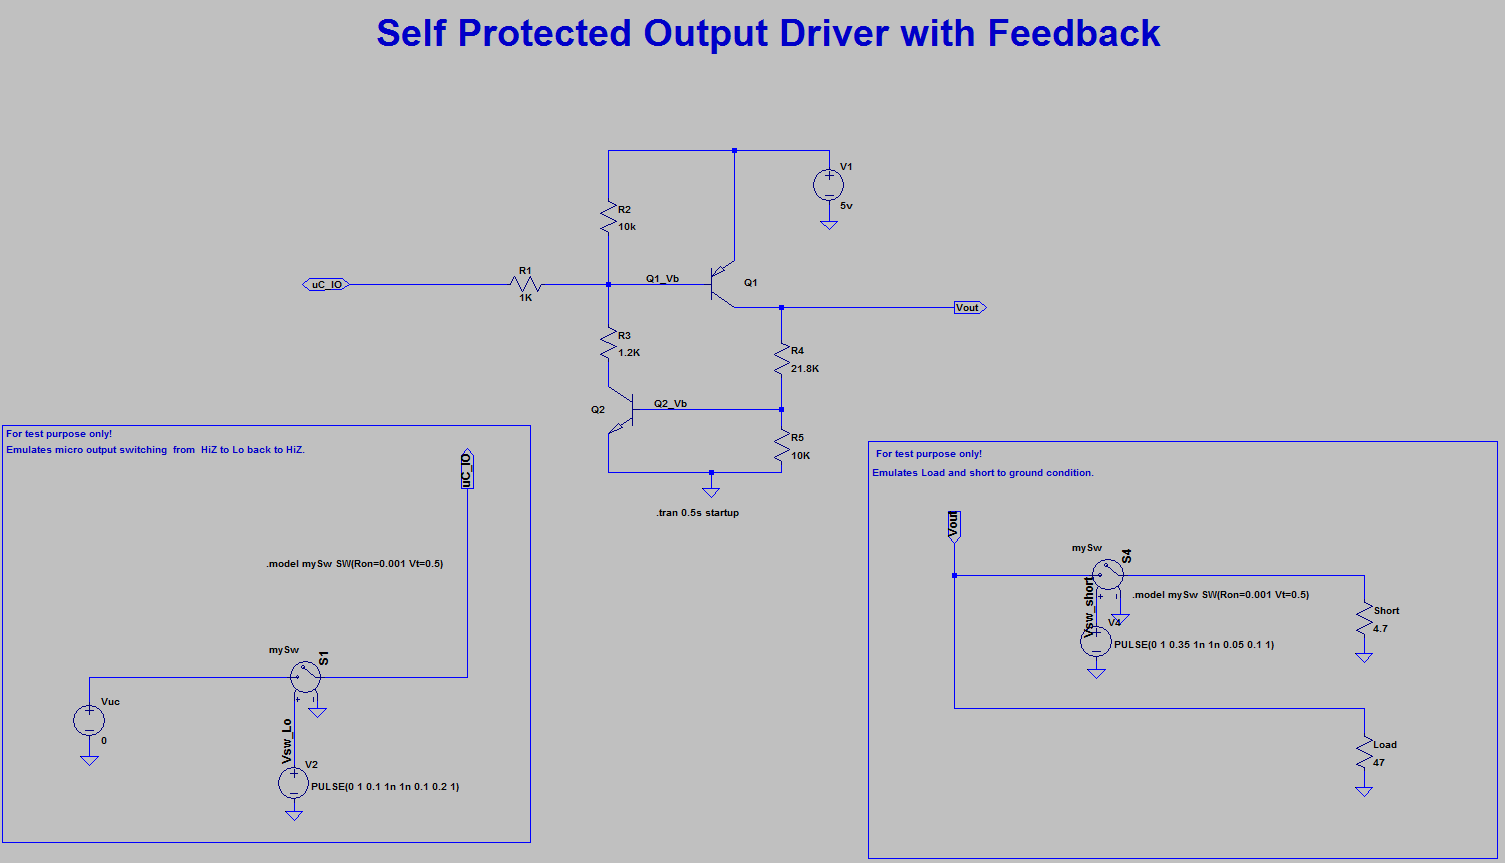 Self Protected Output Driver with Feedback
V1
5v
R2
10k
R1
1K
uC_IO
Q1_Vb
Q1
Vout
R3
1.2K
R4
21.8K
Q2
Q2_Vb
R5
10K
.tran 0.5s startup
For test purpose only!
Emulates micro output switching  from  HiZ to Lo back to HiZ.
uC_IO
.model mySw SW(Ron=0.001 Vt=0.5)
mySw
S1
Vuc
0
+
-
Vsw_Lo
V2
PULSE(0 1 0.1 1n 1n 0.1 0.2 1)
For test purpose only!
Emulates Load and short to ground condition.
Vout
mySw
S4
+
-
.model mySw SW(Ron=0.001 Vt=0.5)
Vsw_short
V4
PULSE(0 1 0.35 1n 1n 0.05 0.1 1)
Short
4.7
Load
47